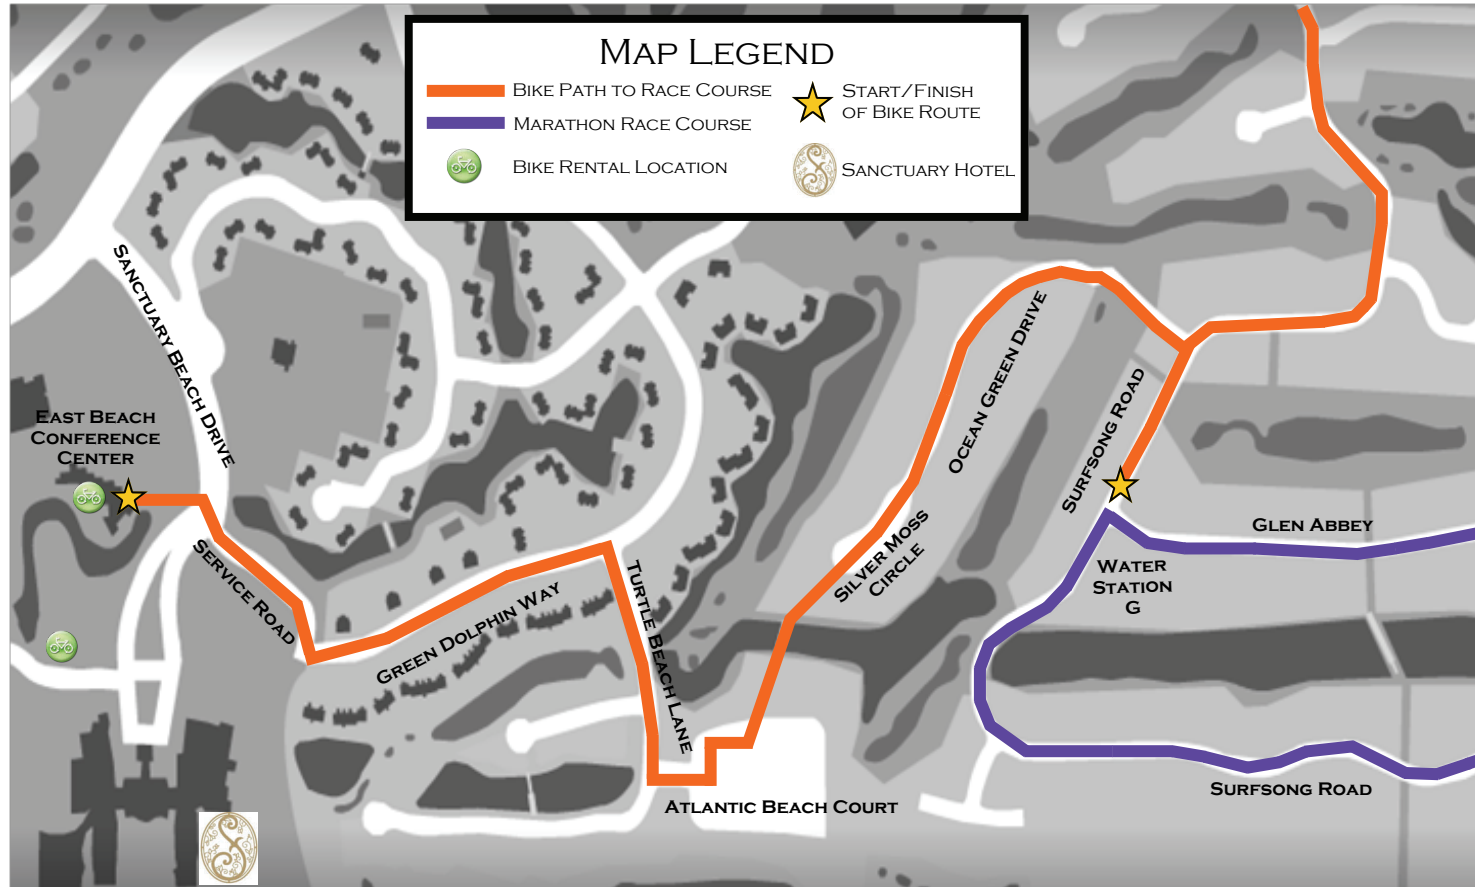 Map Legend
Bike Path to Race Course
Marathon Race Course
Bike Rental Location
Start/Finish
of Bike Route
Sanctuary Hotel
Sanctuary Beach Drive
East Beach
Conference
Center
Service Road
Green Dolphin Way
Turtle Beach Lane
Atlantic Beach Court
Silver Moss
Circle
Ocean Green Drive
Surfsong Road
Glen Abbey
Water
Station
G
Surfsong Road